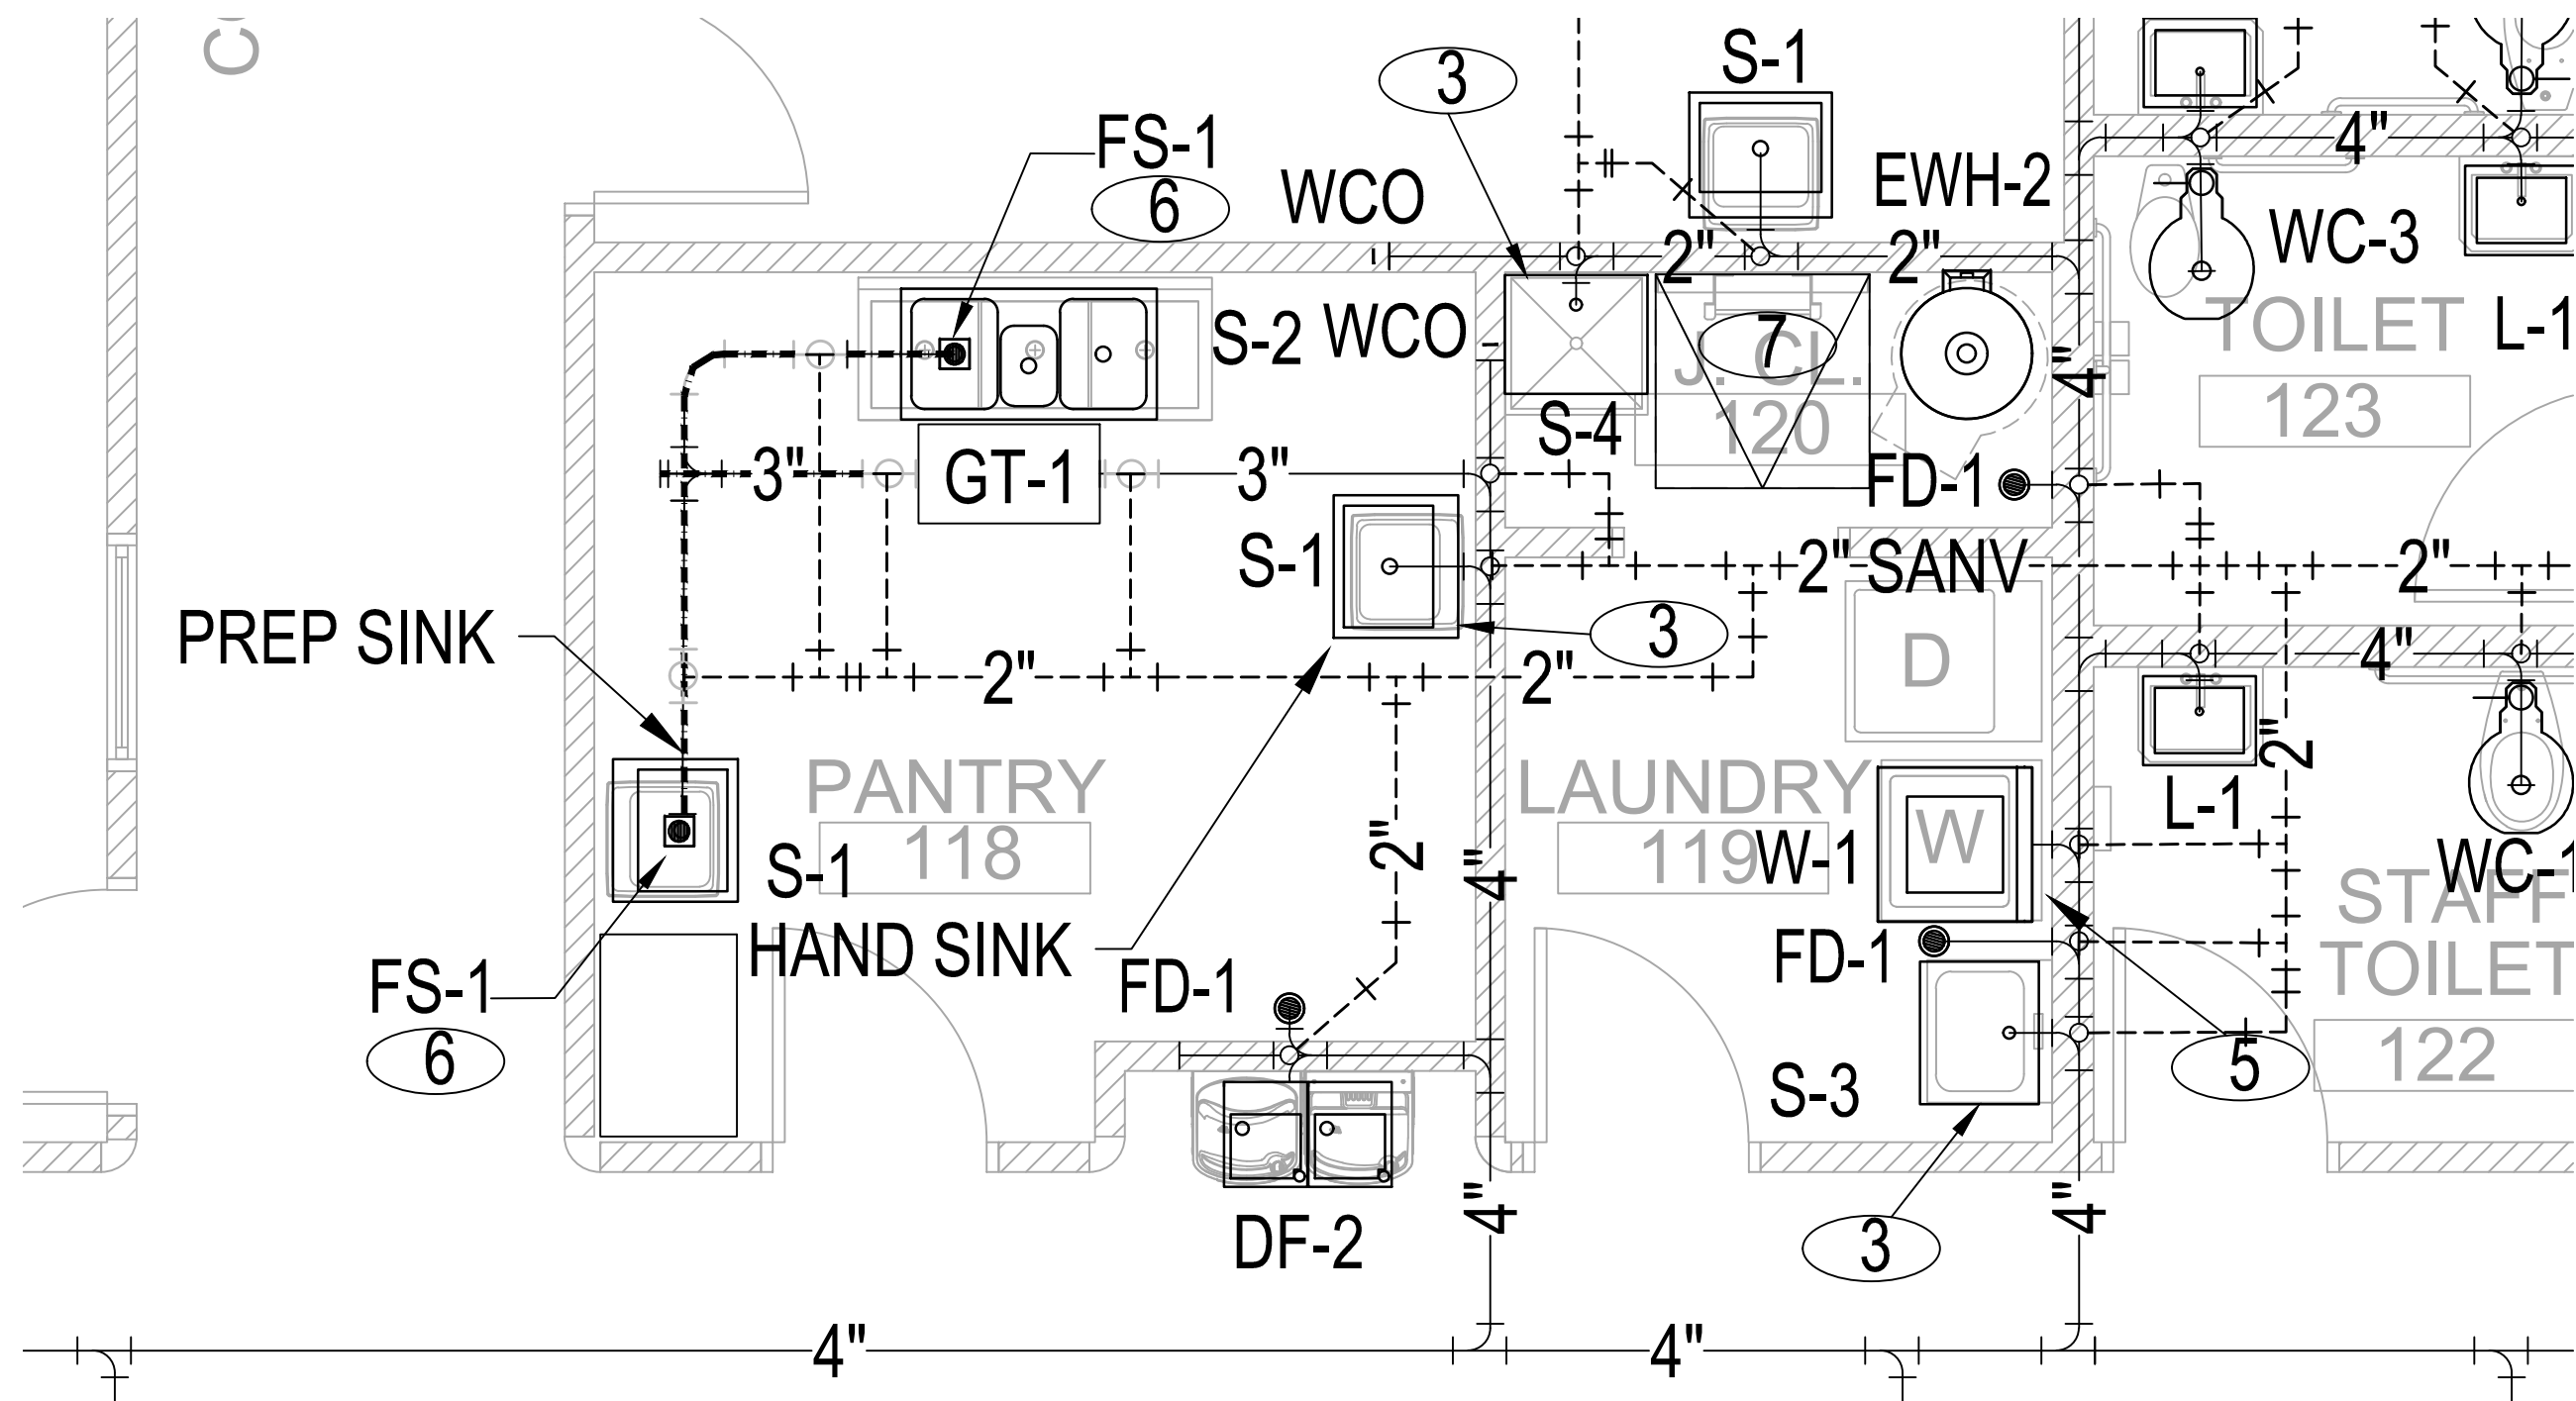 C
S-1
3
FS-1
6
WCO
EWH-2
4"
2"
2"
WC-3
TOILET
123
L-1
S-2
WCO
7
J. CL.
120
4"
S-4
3"
GT-1
3"
FD-1
S-1
2" SANV
2"
PREP SINK
3
D
4"
2"
2"
2"
PANTRY
118
LAUNDRY
119
W-1
W
L-1
WC-1
STAFF
TOILET
122
S-1
2"
4"
HAND SINK
FS-1
6
FD-1
FD-1
5
S-3
DF-2
4"
3
4"
4"
4"